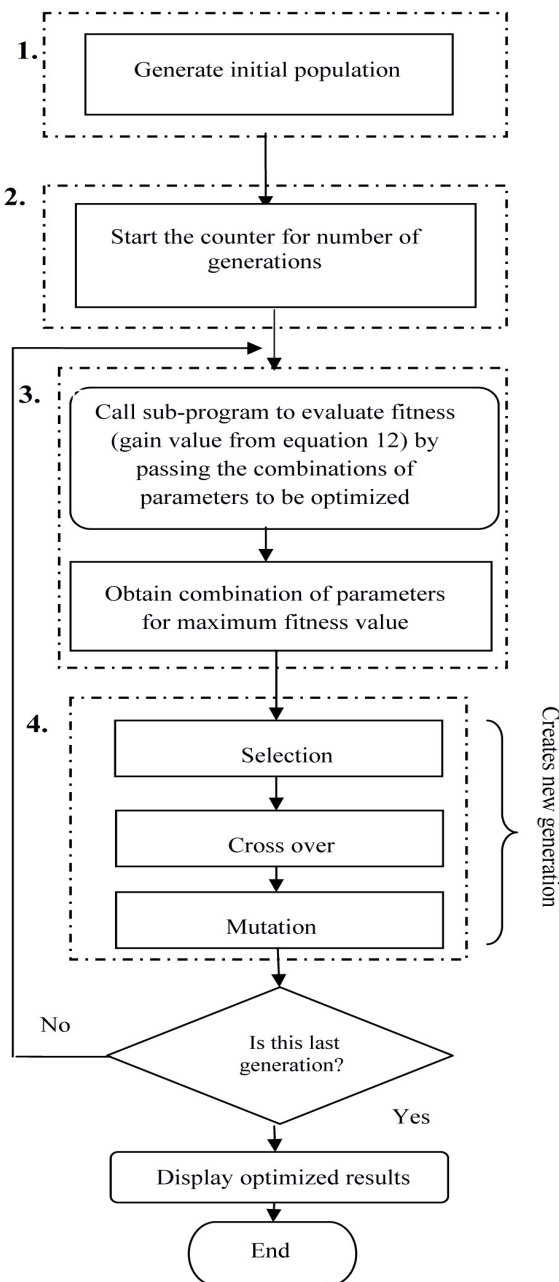 1.
Generate initial population
2.
Start the counter for number of
generations
3.
Call sub-program to evaluate fitness
(gain value from equation 12) by
passing the combinations of
parameters to be optimized
Obtain combination of parameters
for maximum fitness value
4.
Selection
Cross over
Mutation
Creates new generation
Is this last
generation?
No
Yes
Display optimized results
End